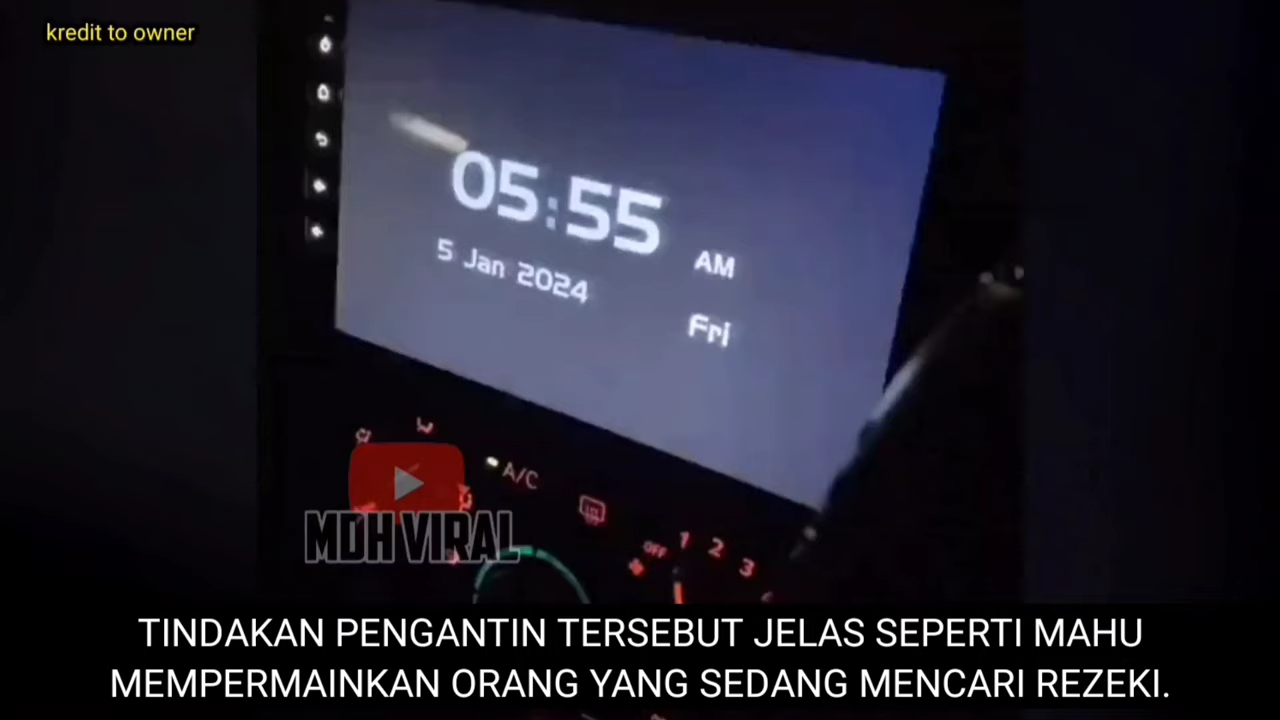 kredit to owner
05:55
AM
5 Jan 2024
Fri
A/C
OFF 1 2 3
MDH VIRAL
TINDAKAN PENGANTIN TERSEBUT JELAS SEPERTI MAHU
MEMPERMAINKAN ORANG YANG SEDANG MENCARI REZEKI.